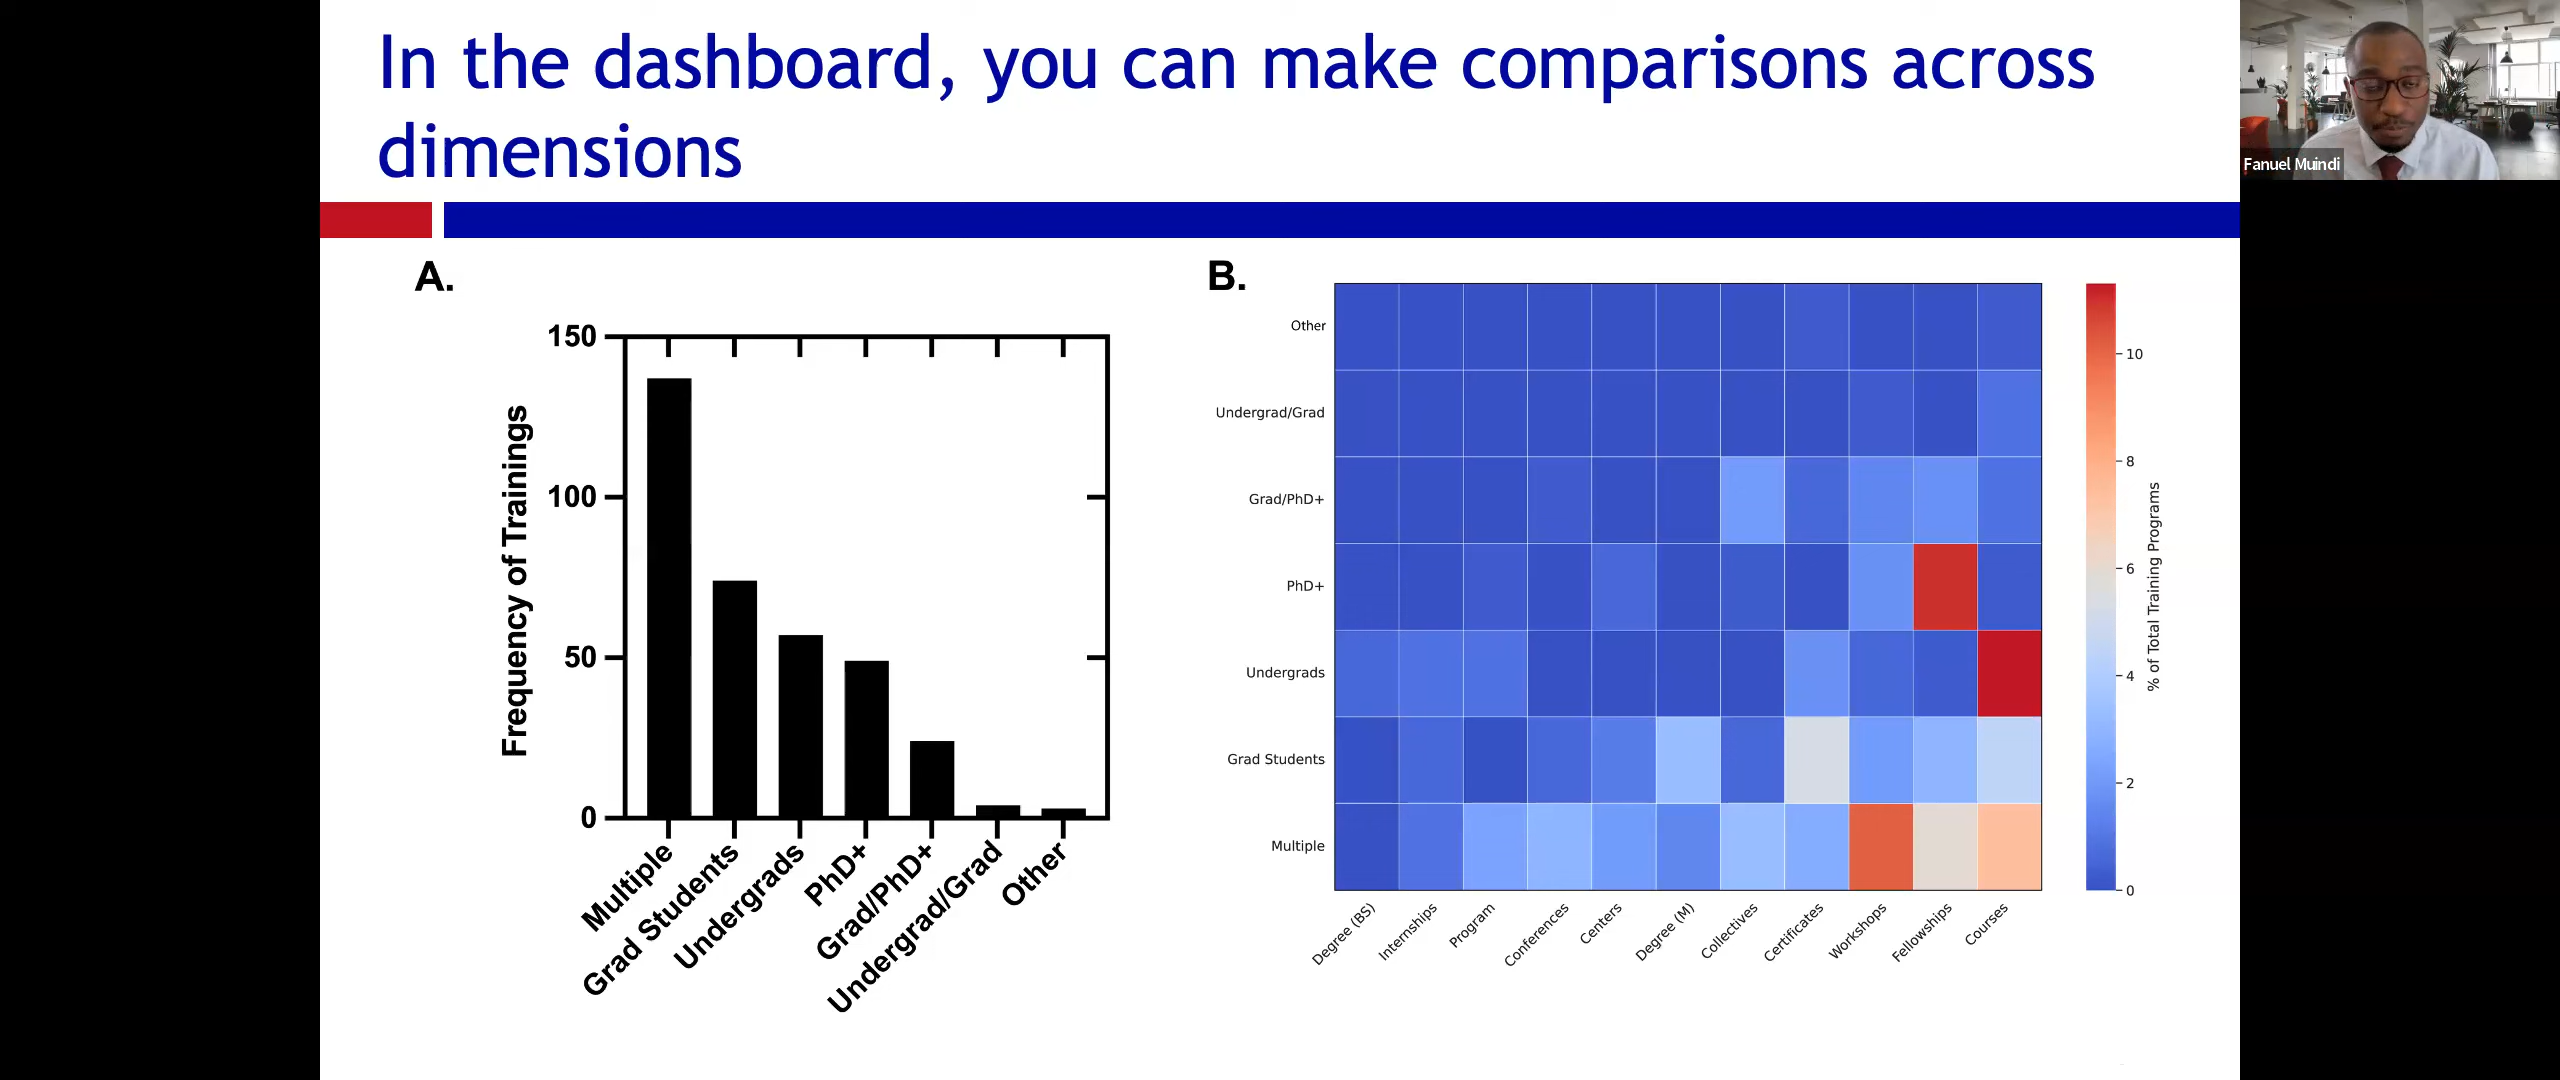 In the dashboard, you can make comparisons across
dimensions
Fanuel Muindi
A.
150
100
50
0
Frequency of Trainings
Multiple
Grad Students
Undergrads
PhD+
Grad/PhD+
Undergrad/Grad
Other
B.
Other
Undergrad/Grad
Grad/PhD+
PhD+
Undergrads
Grad Students
Multiple
Degree (BS)
Internships
Program
Conferences
Centers
Degree (M)
Collectives
Certificates
Workshops
Fellowships
Courses
10
8
6
4
2
0
% of Total Training Programs